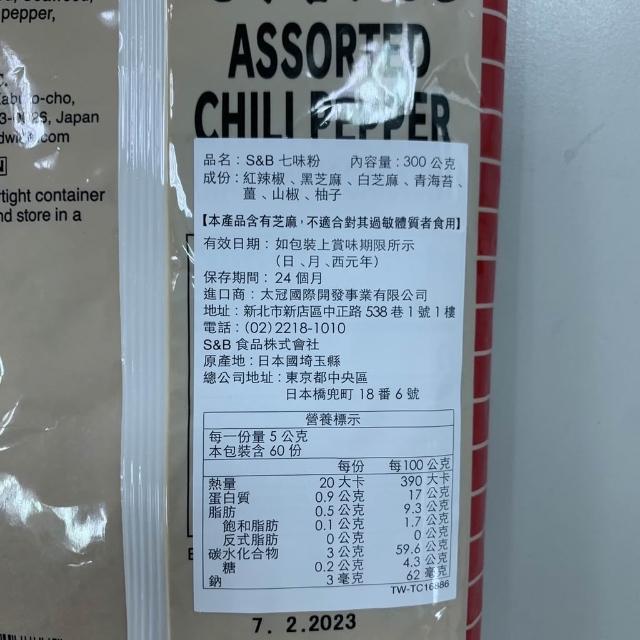 pepper,
Japan
tight container
nd store in a
ASSORTED
CHILI PEPPER
品名：S&B 七味粉 內容量：300 公克
成份：紅辣椒、黑芝麻、白芝麻、青海苔、
薑、山椒、柚子
【本產品含有芝麻，不適合對其過敏體質者食用】
有效日期：如包裝上賞味期限所示
（日、月、西元年）
保存期間：24 個月
進口商：太冠國際開發事業有限公司
地址：新北市新店區中正路 538 巷 1 號 1 樓
電話：(02)2218-1010
S&B 食品株式會社
原產地：日本國埼玉縣
總公司地址：東京都中央區
日本橋兜町 18 番 6 號
營養標示
每一份量 5 公克
本包裝含 60 份
每份 每 100 公克
熱量 20 大卡 390 大卡
蛋白質 0.9 公克 17 公克
脂肪 0.5 公克 9.3 公克
飽和脂肪 0.1 公克 1.7 公克
反式脂肪 0 公克 0 公克
碳水化合物 3 公克 59.6 公克
糖 0.2 公克 4.3 公克
鈉 3 毫克 62 毫克
TW-TC16886
7. 2.2023